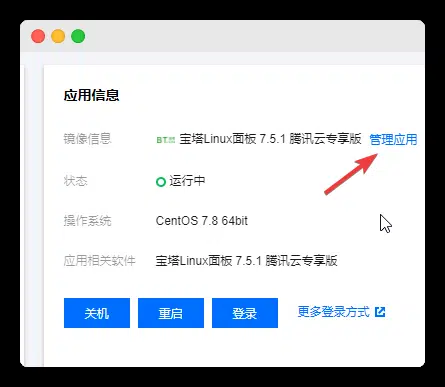 应用信息
镜像信息 BT.cn 宝塔Linux面板 7.5.1 腾讯云专享版 管理应用
状态 运行中
操作系统 CentOS 7.8 64bit
应用相关软件 宝塔Linux面板 7.5.1 腾讯云专享版
关机 重启 登录 更多登录方式